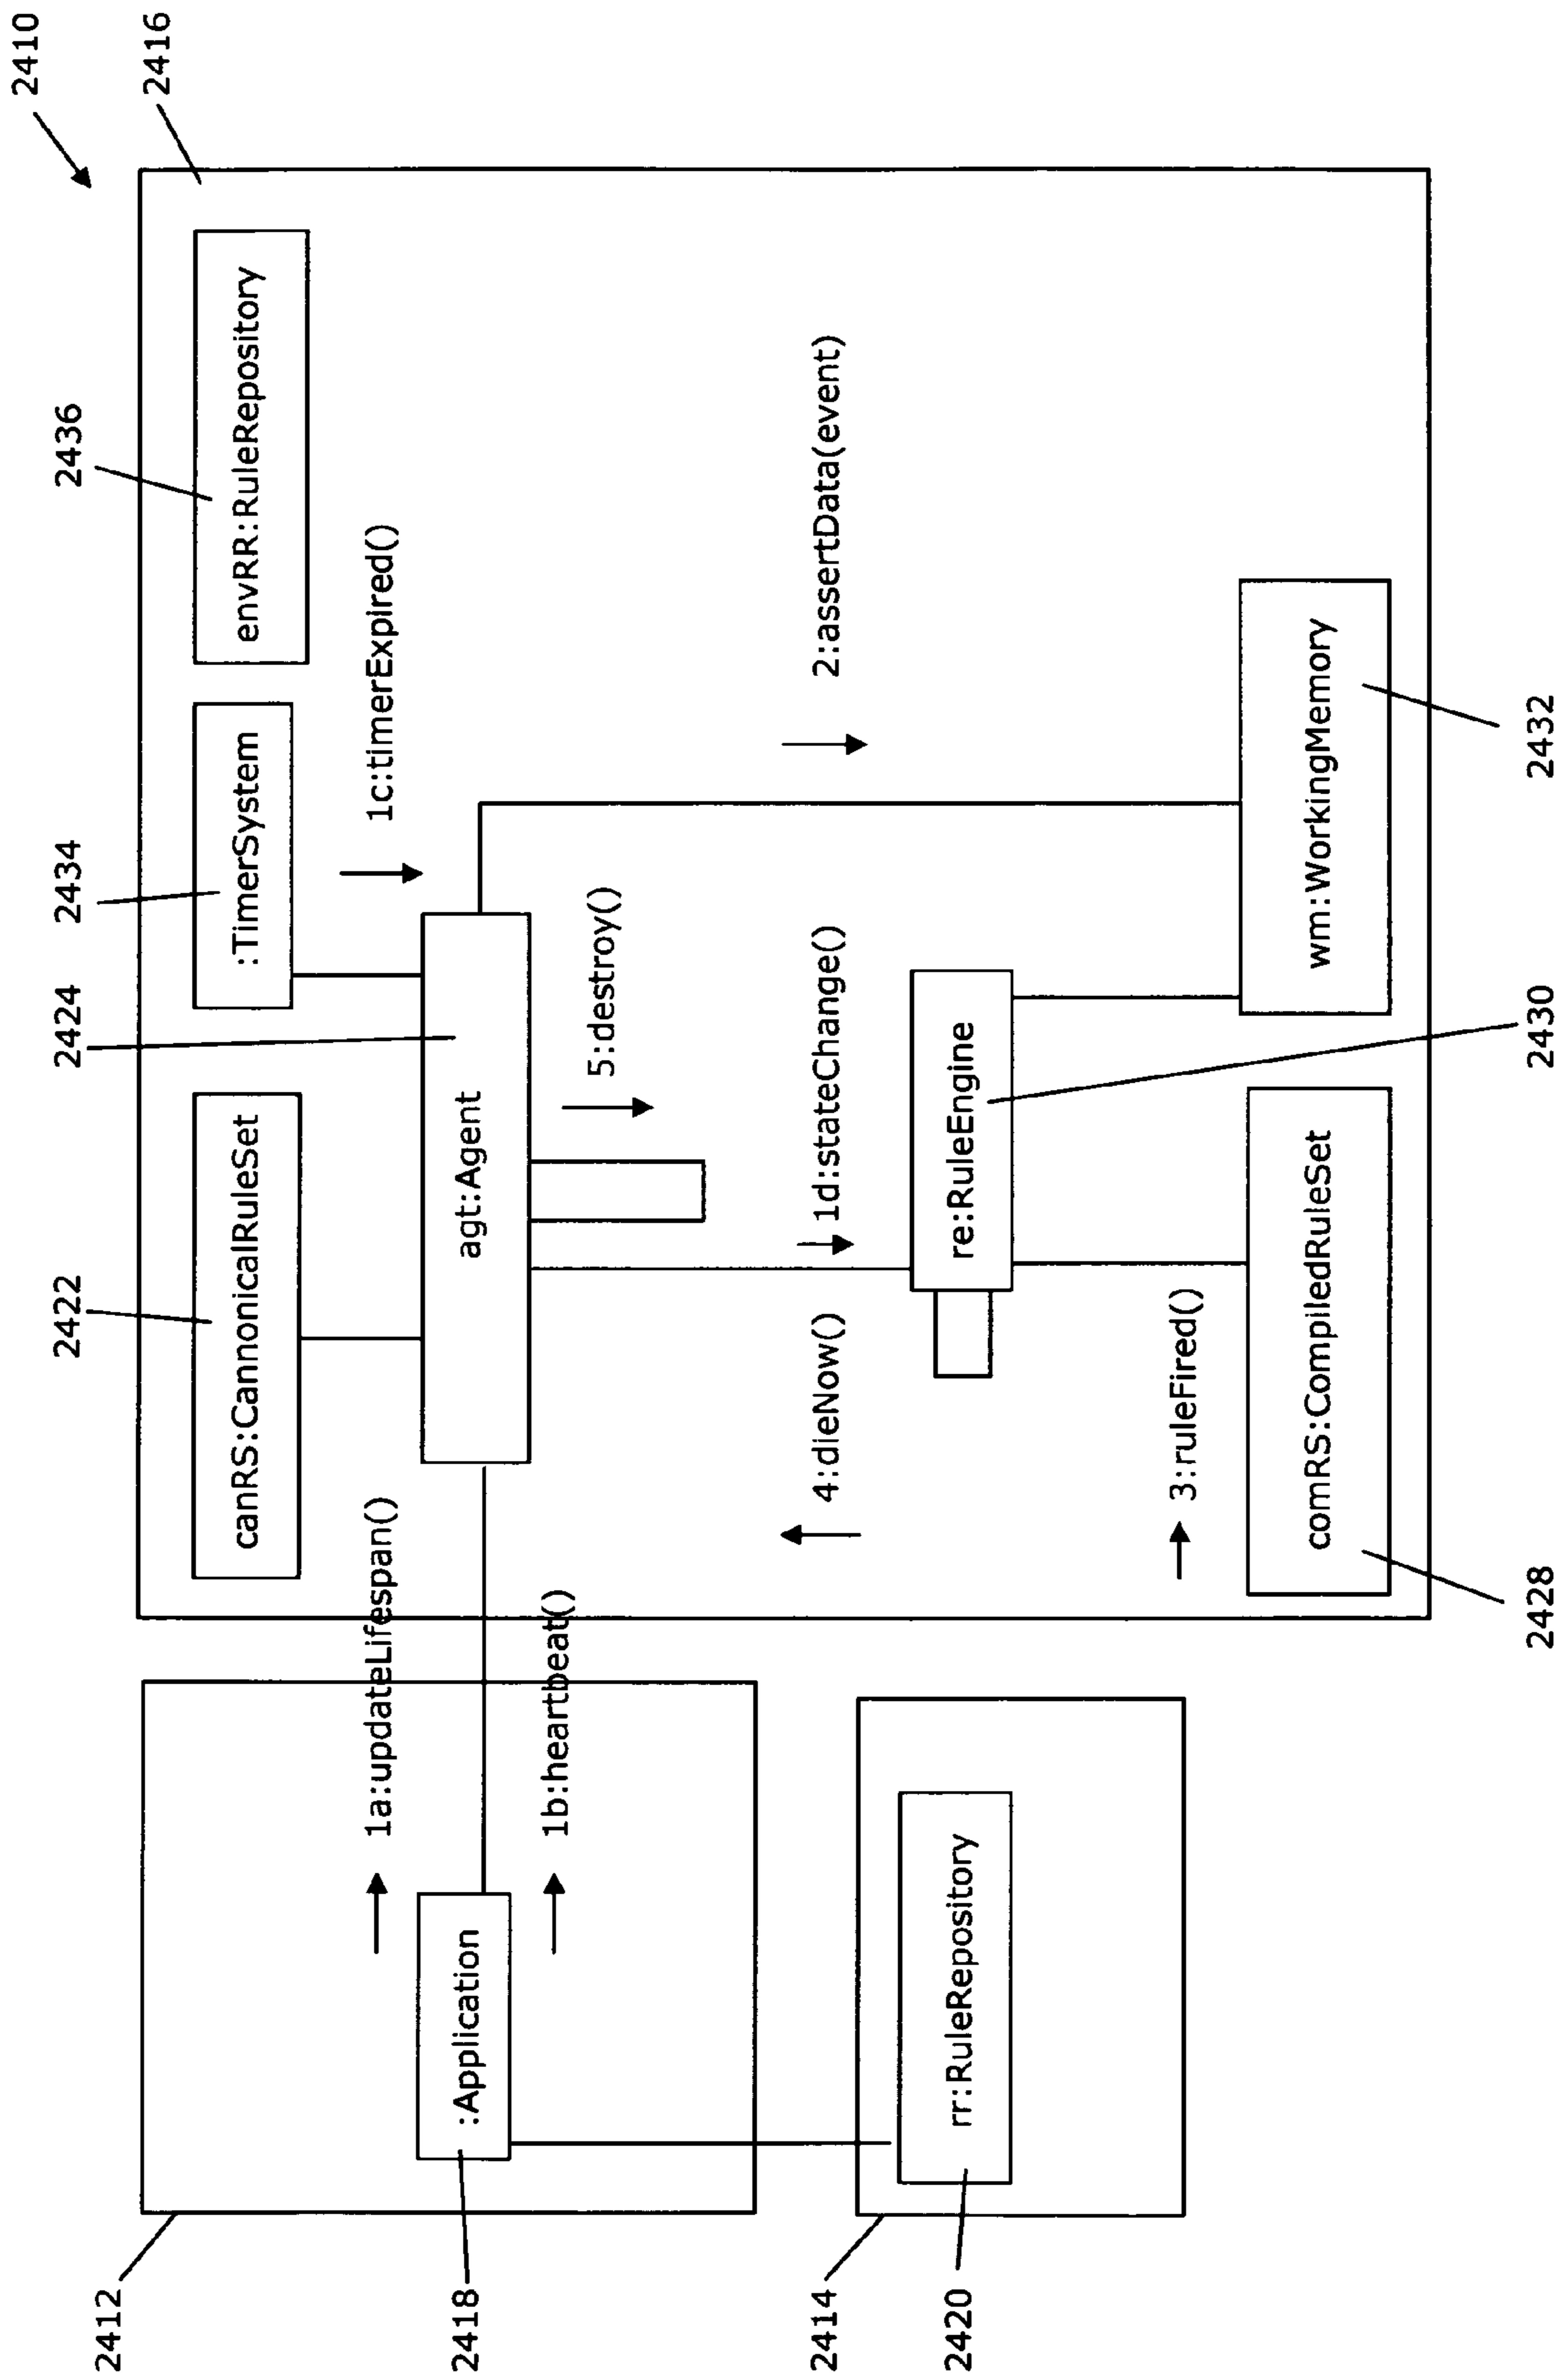 2410
2416
2436
2434
2424
2422
envRR:RuleRepository
:TimerSystem
canRS:CannonicalRuleSet
1c:timerExpired()
1a:updateLifespan()
agt:Agent
:Application
2412
2418
1b:heartbeat()
5:destroy()
2:assertData(event)
1d:stateChange()
4:dieNow()
re:RuleEngine
rr:RuleRepository
2414
2420
3:ruleFired()
wm:WorkingMemory
comRS:CompiledRuleSet
2432
2430
2428